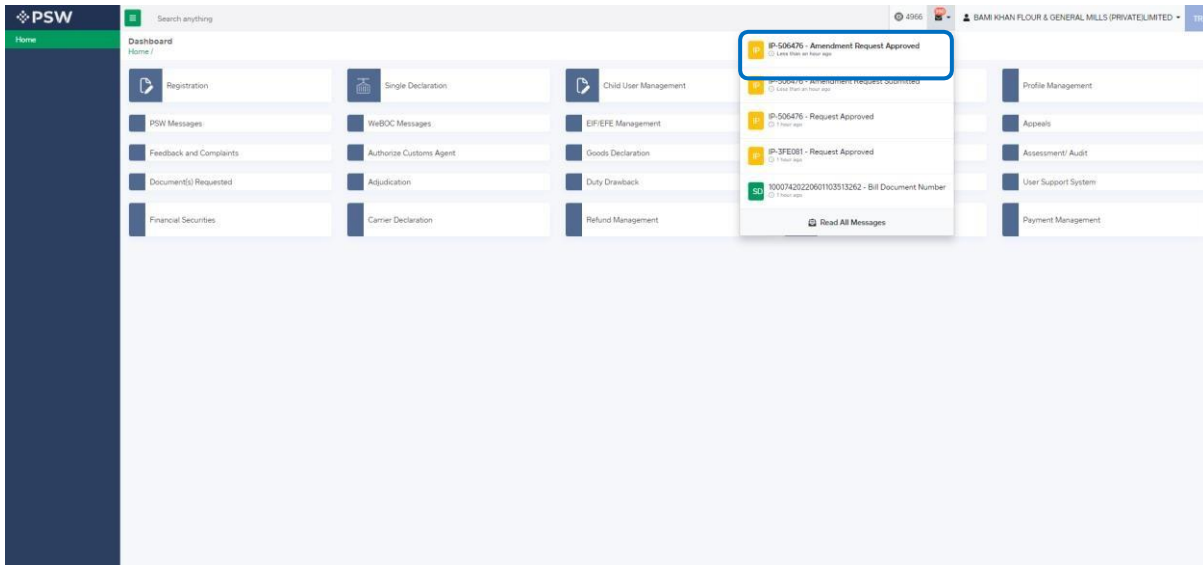 PSW
Search anything
4966
BAMI KHAN FLOUR & GENERAL MILLS (PRIVATE)LIMITED
Home
Dashboard
Home /
IP
IP-506476 - Amendment Request Approved
Less than an hour ago
IP
IP-506476 - Amendment Request Submitted
Less than an hour ago
IP
IP-506476 - Request Approved
1 hour ago
IP
IP-3FE081 - Request Approved
1 hour ago
SD
10007420220601103513262 - Bill Document Number
1 hour ago
Read All Messages
Registration
Single Declaration
Child User Management
Profile Management
PSW Messages
WeBOC Messages
EIF/EFE Management
Appeals
Feedback and Complaints
Authorize Customs Agent
Goods Declaration
Assessment/ Audit
Document(s) Requested
Adjudication
Duty Drawback
User Support System
Financial Securities
Carrier Declaration
Refund Management
Payment Management